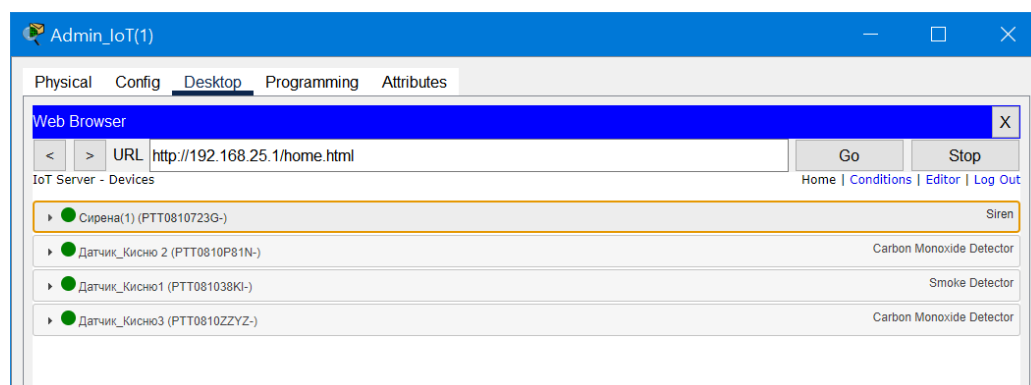 Admin_IoT(1)
Physical Config Desktop Programming Attributes
Web Browser X
< > URL http://192.168.25.1/home.html Go Stop
IoT Server - Devices Home | Conditions | Editor | Log Out
Сирена(1) (PTT0810723G-) Siren
Датчик_Кисню 2 (PTT0810P81N-) Carbon Monoxide Detector
Датчик_Кисню1 (PTT081038KI-) Smoke Detector
Датчик_Кисню3 (PTT0810ZZYZ-) Carbon Monoxide Detector